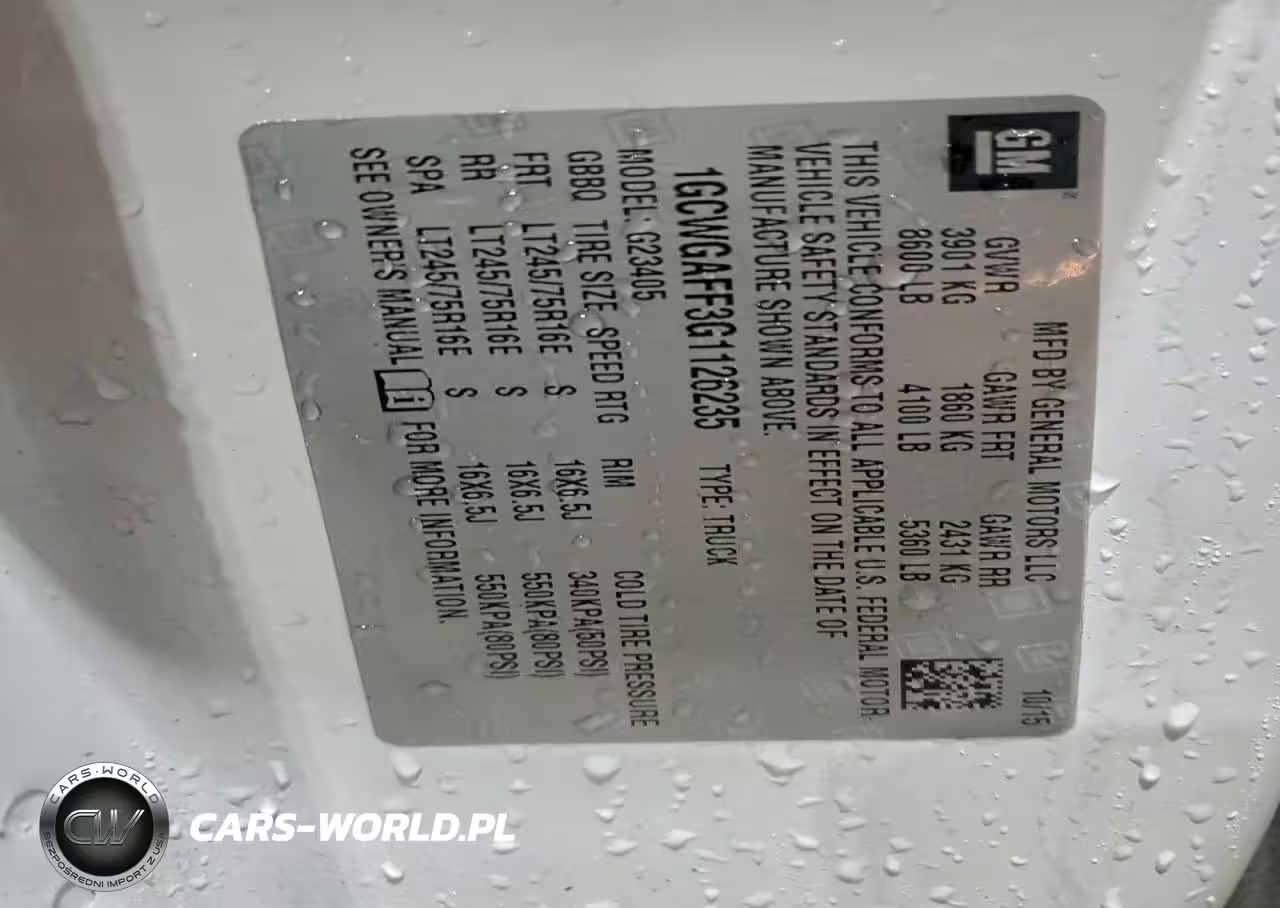 GM
MFD BY GENERAL MOTORS LLC 10/15
GVWR GAWR FRT GAWR RR
3901 KG 1860 KG 2431 KG
8600 LB 4100 LB 5360 LB
THIS VEHICLE CONFORMS TO ALL APPLICABLE U.S. FEDERAL MOTOR
VEHICLE SAFETY STANDARDS IN EFFECT ON THE DATE OF
MANUFACTURE SHOWN ABOVE.
1GCWGAFF3G1126235 TYPE: TRUCK
MODEL: G23405
GBBQ TIRE SIZE SPEED RTG RIM COLD TIRE PRESSURE
FRT LT245/75R16E S 16X6.5J 340KPA(50PSI)
RR LT245/75R16E S 16X6.5J 550KPA(80PSI)
SPA LT245/75R16E S 16X6.5J 550KPA(80PSI)
SEE OWNER'S MANUAL FOR MORE INFORMATION.
CARS-WORLD
CW
BEZPOŚREDNI IMPORT Z USA
CARS-WORLD.PL